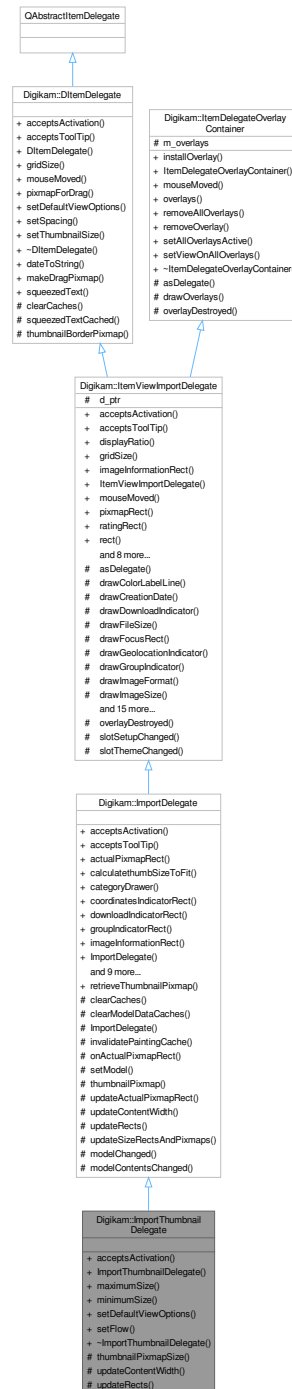 QAbstractItemDelegate
Digikam::DItemDelegate
+ acceptsActivation()
+ acceptsToolTip()
+ DItemDelegate()
+ gridSize()
+ mouseMoved()
+ pixmapForDrag()
+ setDefaultViewOptions()
+ setSpacing()
+ setThumbnailSize()
+ ~DItemDelegate()
+ dateToString()
+ makeDragPixmap()
+ squeezedText()
# clearCaches()
# squeezedTextCached()
# thumbnailBorderPixmap()
Digikam::ItemDelegateOverlay
Container
# m_overlays
+ installOverlay()
+ ItemDelegateOverlayContainer()
+ mouseMoved()
+ overlays()
+ removeAllOverlays()
+ removeOverlay()
+ setAllOverlaysActive()
+ setViewOnAllOverlays()
+ ~ItemDelegateOverlayContainer
# asDelegate()
# drawOverlays()
# overlayDestroyed()
Digikam::ItemViewImportDelegate
# d_ptr
+ acceptsActivation()
+ acceptsToolTip()
+ displayRatio()
+ gridSize()
+ imageInformationRect()
+ ItemViewImportDelegate()
+ mouseMoved()
+ pixmapRect()
+ ratingRect()
+ rect()
and 8 more...
# asDelegate()
# drawColorLabelLine()
# drawCreationDate()
# drawDownloadIndicator()
# drawFileSize()
# drawFocusRect()
# drawGeolocationIndicator()
# drawGroupIndicator()
# drawImageFormat()
# drawImageSize()
and 15 more...
# overlayDestroyed()
# slotSetupChanged()
# slotThemeChanged()
Digikam::ImportDelegate
+ acceptsActivation()
+ acceptsToolTip()
+ actualPixmapRect()
+ calculatethumbSizeToFit()
+ categoryDrawer()
+ coordinatesIndicatorRect()
+ downloadIndicatorRect()
+ groupIndicatorRect()
+ imageInformationRect()
+ ImportDelegate()
and 9 more...
+ retrieveThumbnailPixmap()
# clearCaches()
# clearModelDataCaches()
# ImportDelegate()
# invalidatePaintingCache()
# onActualPixmapRect()
# setModel()
# thumbnailPixmap()
# updateActualPixmapRect()
# updateContentWidth()
# updateRects()
# updateSizeRectsAndPixmaps()
# modelChanged()
# modelContentsChanged()
Digikam::ImportThumbnail
Delegate
+ acceptsActivation()
+ ImportThumbnailDelegate()
+ maximumSize()
+ minimumSize()
+ setDefaultViewOptions()
+ setFlow()
+ ~ImportThumbnailDelegate()
# thumbnailPixmapSize()
# updateContentWidth()
# updateRects()